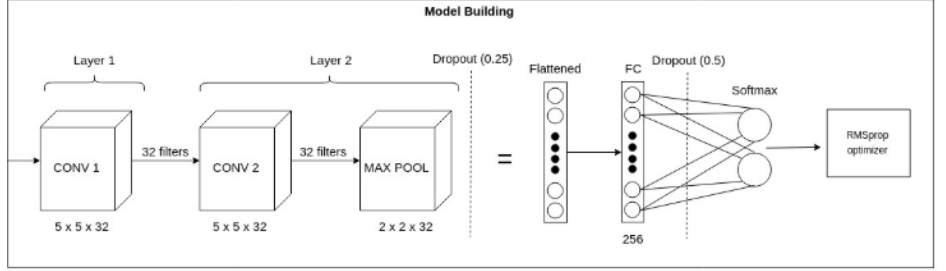 Model Building
Layer 1
Layer 2
Dropout (0.25)
Flattened
FC
Dropout (0.5)
Softmax
CONV 1
32 filters
CONV 2
32 filters
MAX POOL
=
RMSprop
optimizer
5 x 5 x 32
5 x 5 x 32
2 x 2 x 32
256